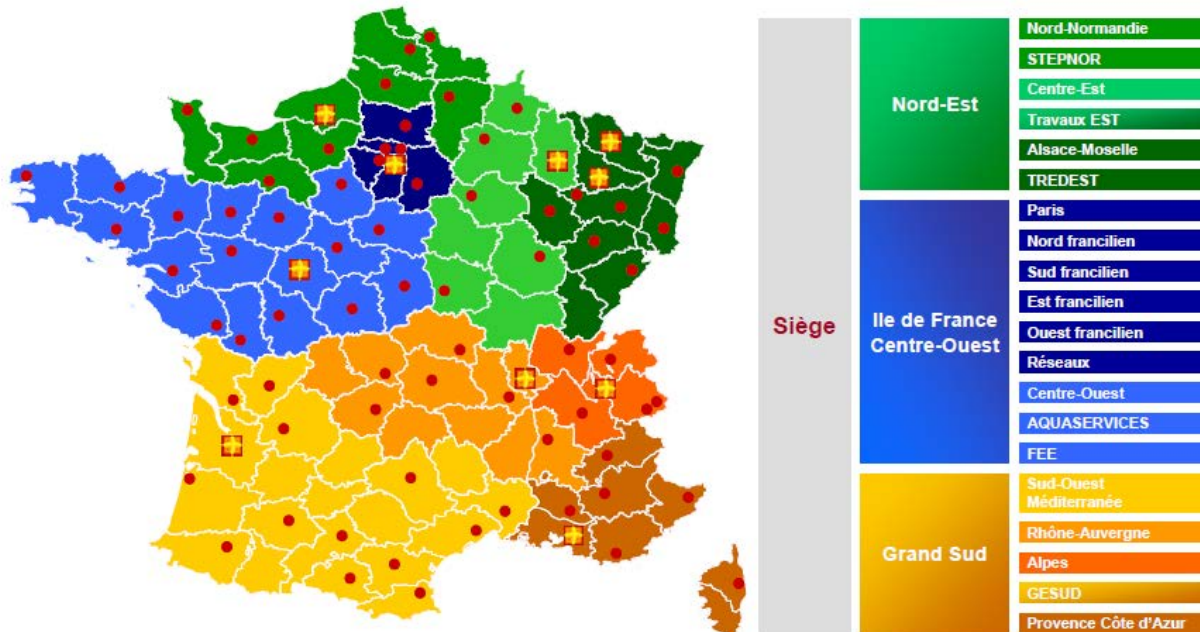 Siège
Nord-Est
Nord-Normandie
STEPNOR
Centre-Est
Travaux EST
Alsace-Moselle
TREDEST
Ile de France
Centre-Ouest
Paris
Nord francilien
Sud francilien
Est francilien
Ouest francilien
Réseaux
Centre-Ouest
AQUASERVICES
FEE
Grand Sud
Sud-Ouest
Méditerranée
Rhône-Auvergne
Alpes
GESUD
Provence Côte d'Azur